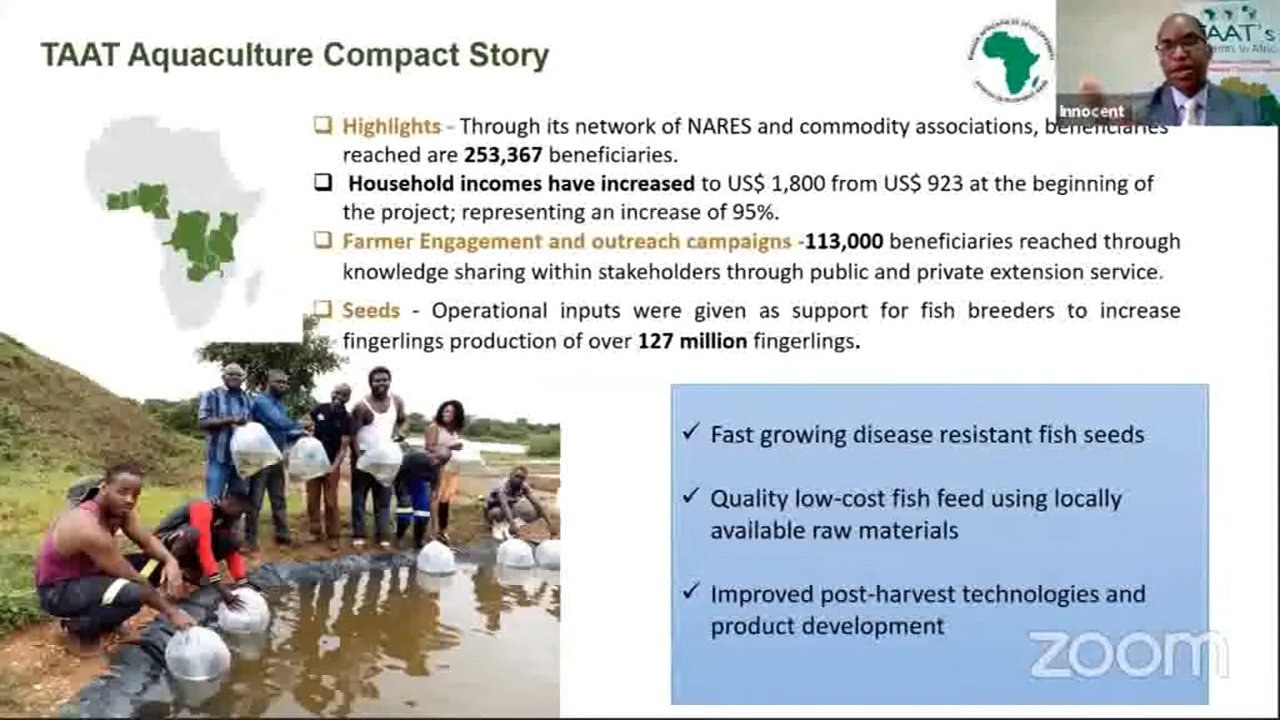 TAAT Aquaculture Compact Story
Innocent
Highlights - Through its network of NARES and commodity associations, beneficiaries
reached are 253,367 beneficiaries.
Household incomes have increased to US$ 1,800 from US$ 923 at the beginning of
the project; representing an increase of 95%.
Farmer Engagement and outreach campaigns -113,000 beneficiaries reached through
knowledge sharing within stakeholders through public and private extension service.
Seeds - Operational inputs were given as support for fish breeders to increase
fingerlings production of over 127 million fingerlings.
Fast growing disease resistant fish seeds
Quality low-cost fish feed using locally
available raw materials
Improved post-harvest technologies and
product development
zoom